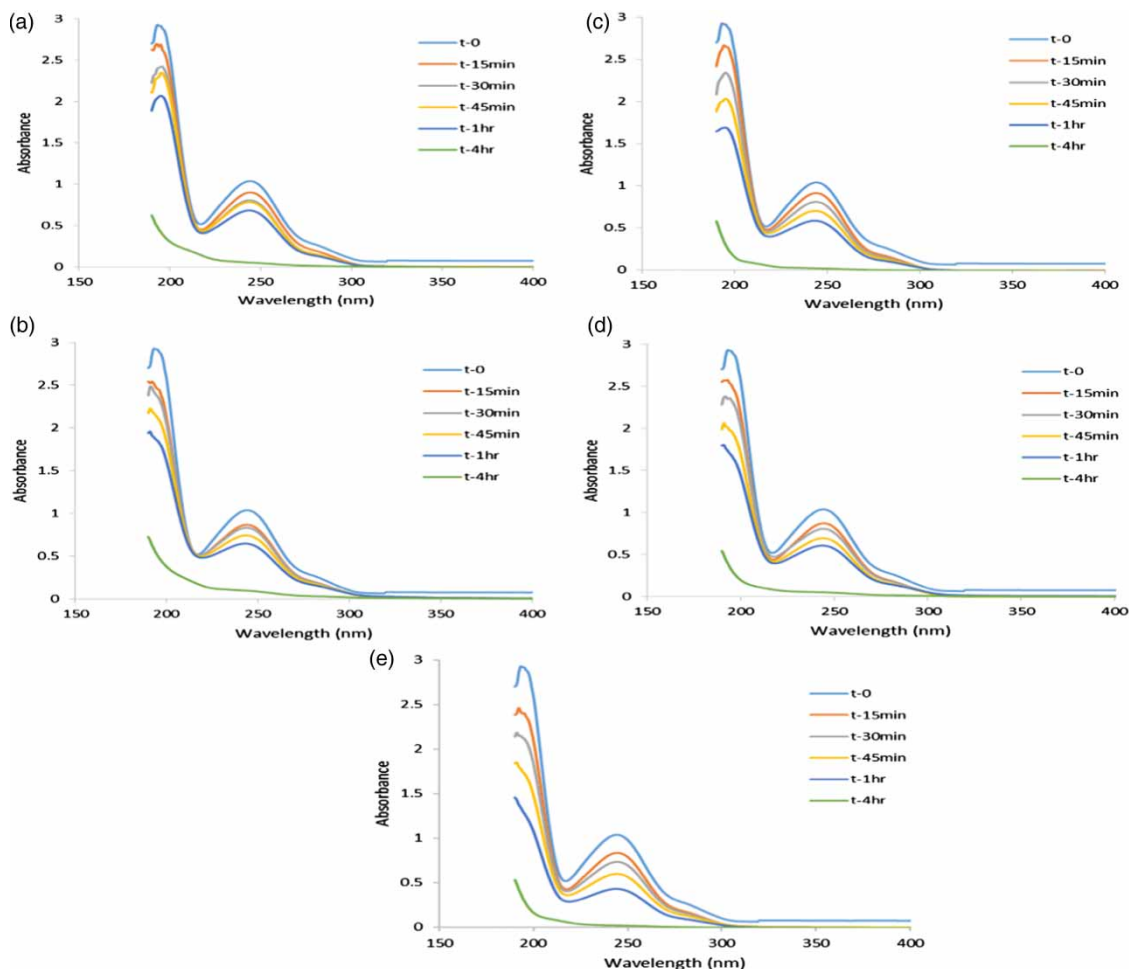 (a)
3
2.5
2
1.5
1
0.5
0
Absorbance
150 200 250 300 350 400
Wavelength (nm)
t-0
t-15min
t-30min
t-45min
t-1hr
t-4hr
(c)
3
2.5
2
1.5
1
0.5
0
Absorbance
150 200 250 300 350 400
Wavelength (nm)
t-0
t-15min
t-30min
t-45min
t-1hr
t-4hr
(b)
3
2.5
2
1.5
1
0.5
0
Absorbance
150 200 250 300 350 400
Wavelength (nm)
t-0
t-15min
t-30min
t-45min
t-1hr
t-4hr
(d)
3
2.5
2
1.5
1
0.5
0
Absorbance
150 200 250 300 350 400
Wavelength (nm)
t-0
t-15min
t-30min
t-45min
t-1hr
t-4hr
(e)
3
2.5
2
1.5
1
0.5
0
Absorbance
150 200 250 300 350 400
Wavelength (nm)
t-0
t-15min
t-30min
t-45min
t-1hr
t-4hr